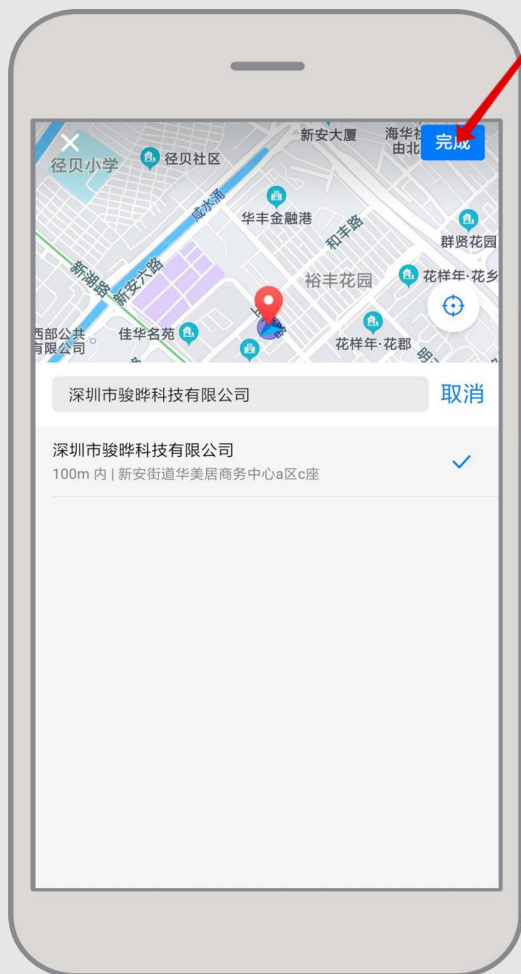 新安大厦
海华社
由北
完成
径贝小学
径贝社区
咸水涌
华丰金融港
和丰路
群贤花园
新湖路
新安六路
裕丰花园
花样年·花乡
西部公共
有限公司
佳华名苑
花样年·花郡
深圳市骏晔科技有限公司
取消
深圳市骏晔科技有限公司
100m 内 | 新安街道华美居商务中心a区c座